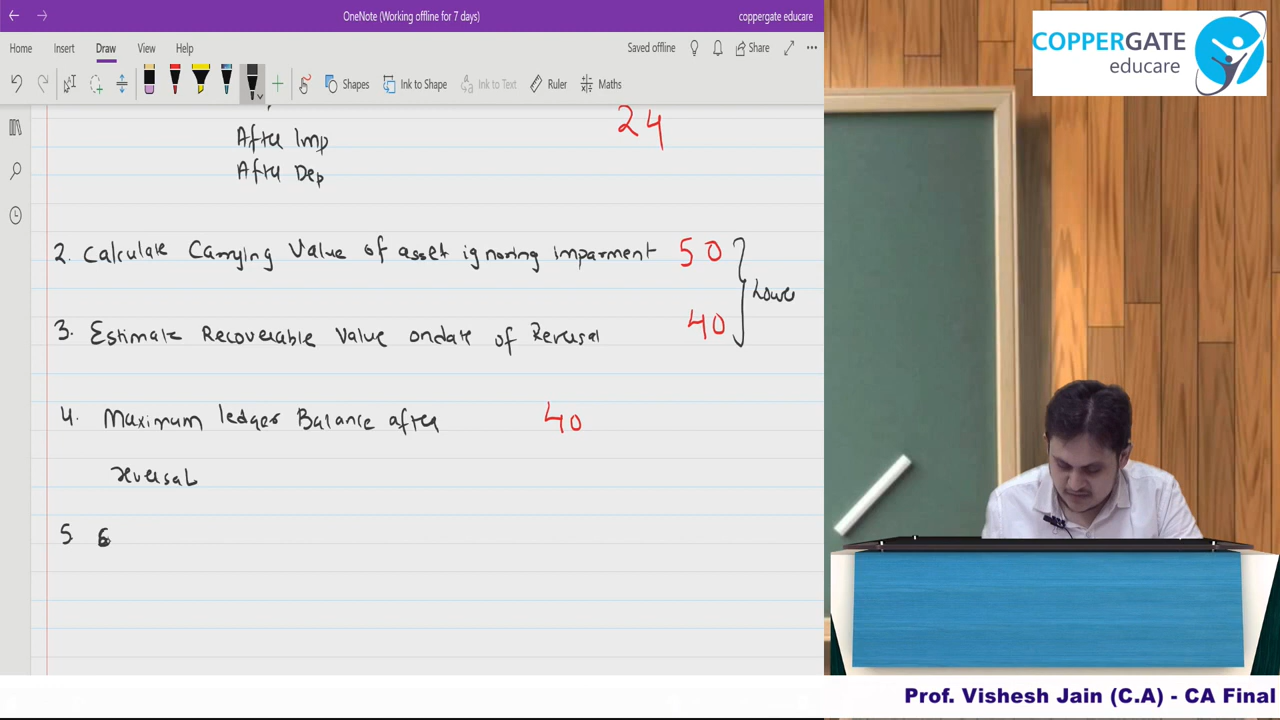 OneNote (Working offline for 7 days)
coppergate educare
Home Insert Draw View Help
Saved offline Share
Shapes Ink to Shape Ink to Text Ruler Maths
COPPERGATE
educare
After Imp
24
After Dep
2. Calculate Carrying Value of asset ignoring imparment 50
Lower
3. Estimate Recoverable Value ondate of Reversal 40
4. Maximum ledger Balance after 40
reversal
5
Prof. Vishesh Jain (C.A) - CA Final